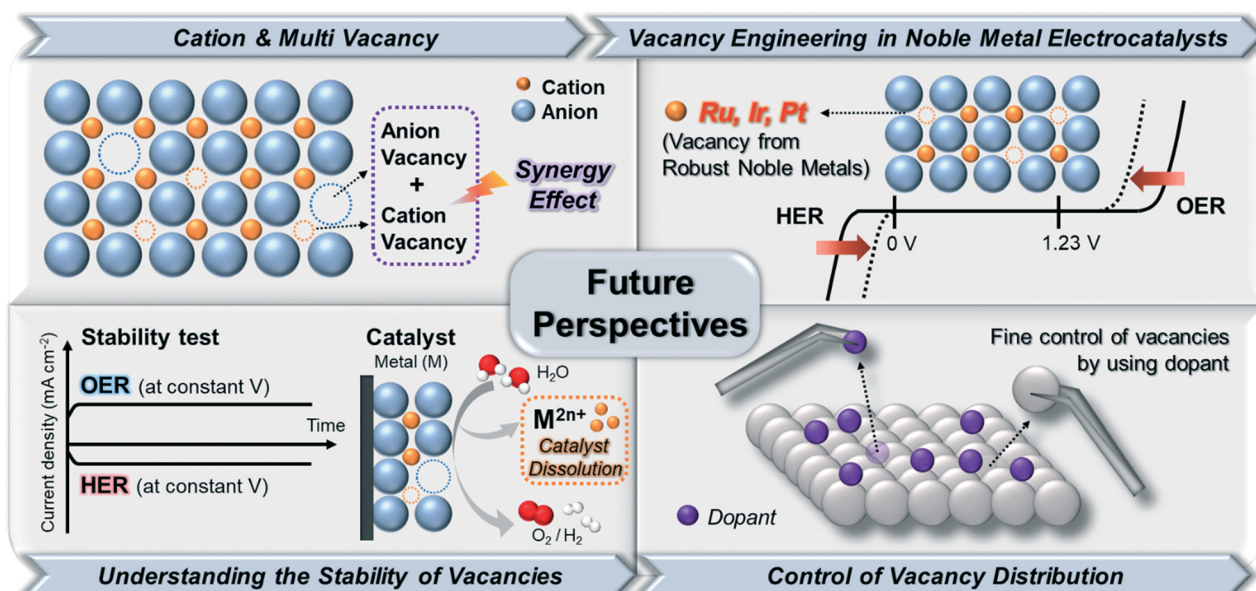 Cation & Multi Vacancy
Vacancy Engineering in Noble Metal Electrocatalysts
Cation
Anion
Anion
Vacancy
+
Cation
Vacancy
Synergy
Effect
Ru, Ir, Pt
(Vacancy from
Robust Noble Metals)
HER
OER
0 V
1.23 V
Future
Perspectives
Stability test
Current density (mA cm⁻²)
OER (at constant V)
Time
HER (at constant V)
Catalyst
Metal (M)
H₂O
M²ⁿ⁺
Catalyst
Dissolution
O₂ / H₂
Fine control of vacancies
by using dopant
Dopant
Understanding the Stability of Vacancies
Control of Vacancy Distribution